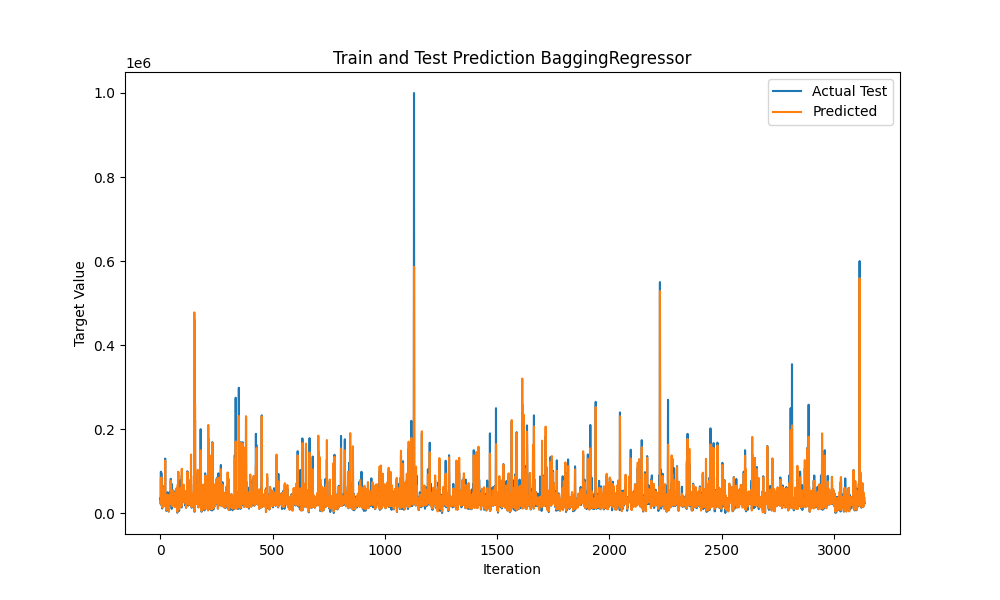 Train and Test Prediction BaggingRegressor
1e6
Actual Test
Predicted
1.0
0.8
0.6
0.4
0.2
0.0
Target Value
0 500 1000 1500 2000 2500 3000
Iteration